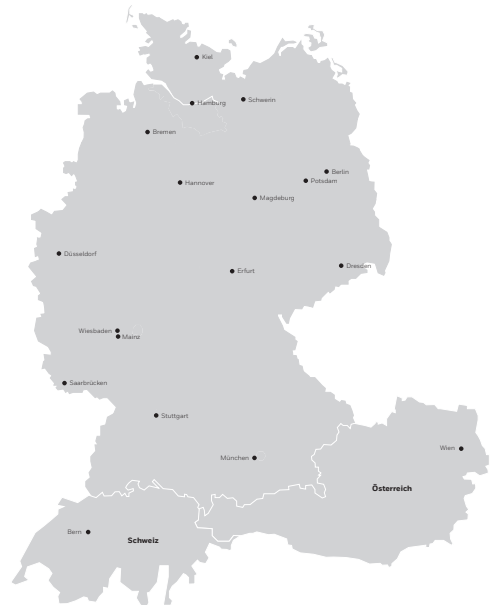 Kiel
Hamburg
Schwerin
Bremen
Berlin
Potsdam
Hannover
Magdeburg
Düsseldorf
Dresden
Erfurt
Wiesbaden
Mainz
Saarbrücken
Stuttgart
Wien
München
Österreich
Bern
Schweiz